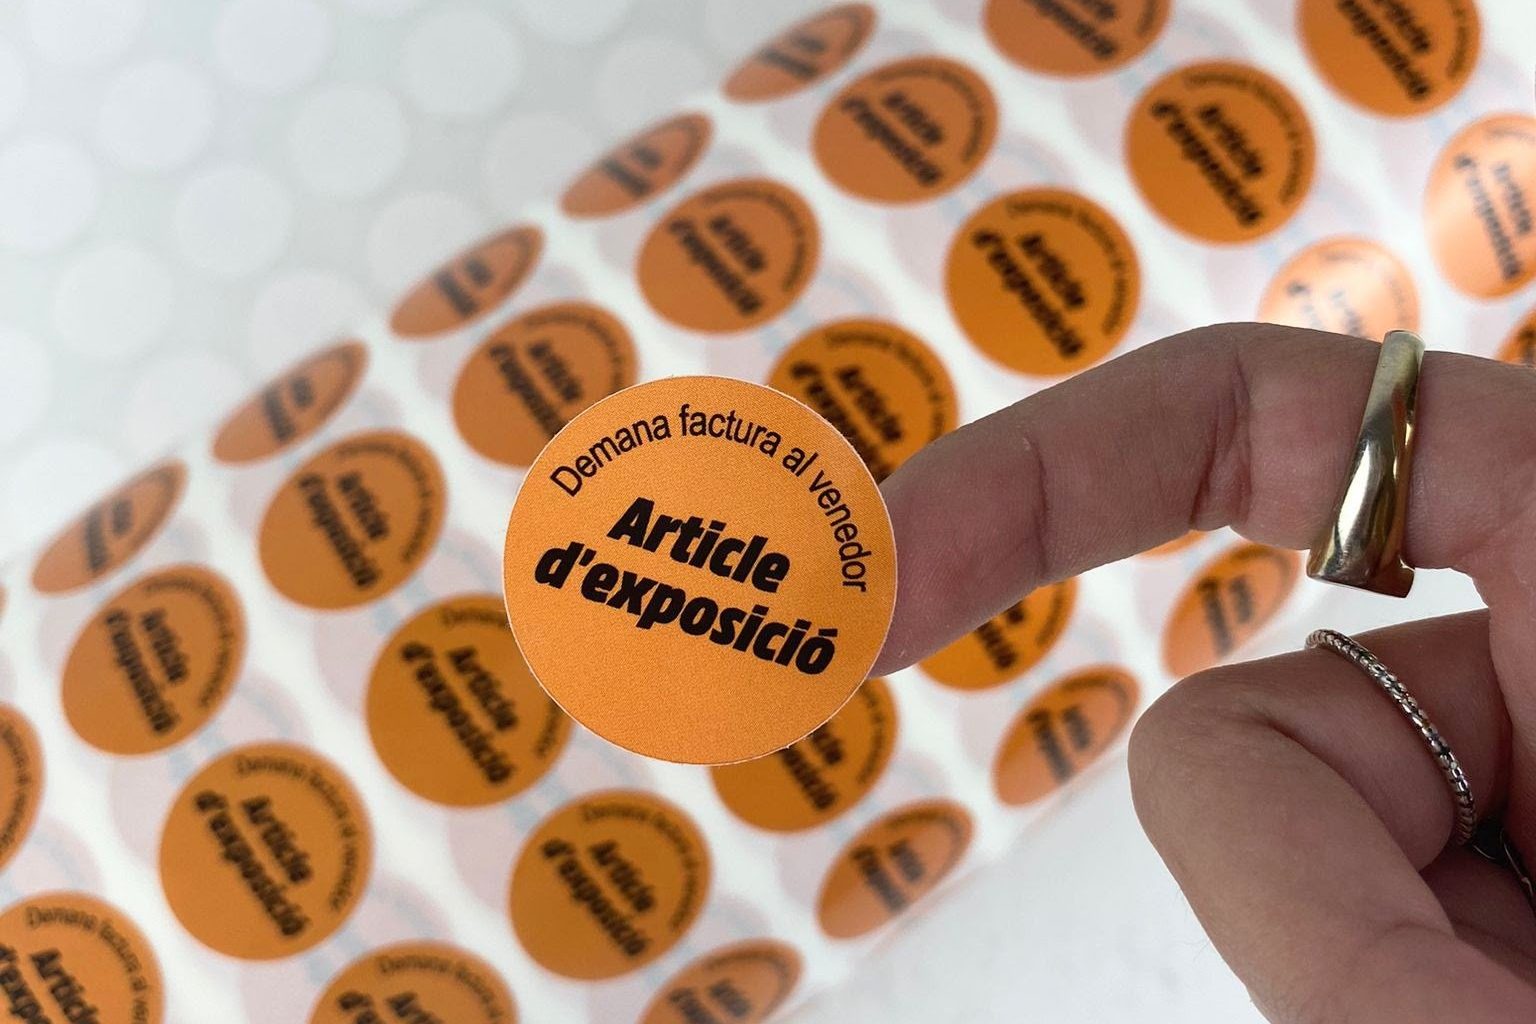 Demana factura al venedor
Article
d'exposició